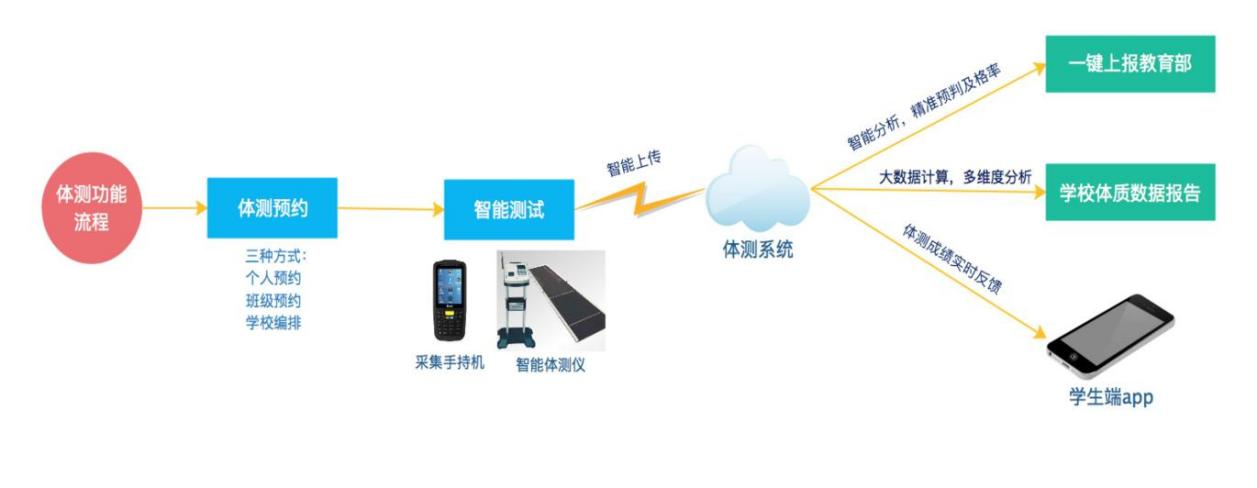 体测功能
流程
体测预约
三种方式：
个人预约
班级预约
学校编排
智能测试
采集手持机
智能体测仪
智能上传
体测系统
智能分析，精准预判及格率
一键上报教育部
大数据计算，多维度分析
学校体质数据报告
体测成绩实时反馈
学生端app